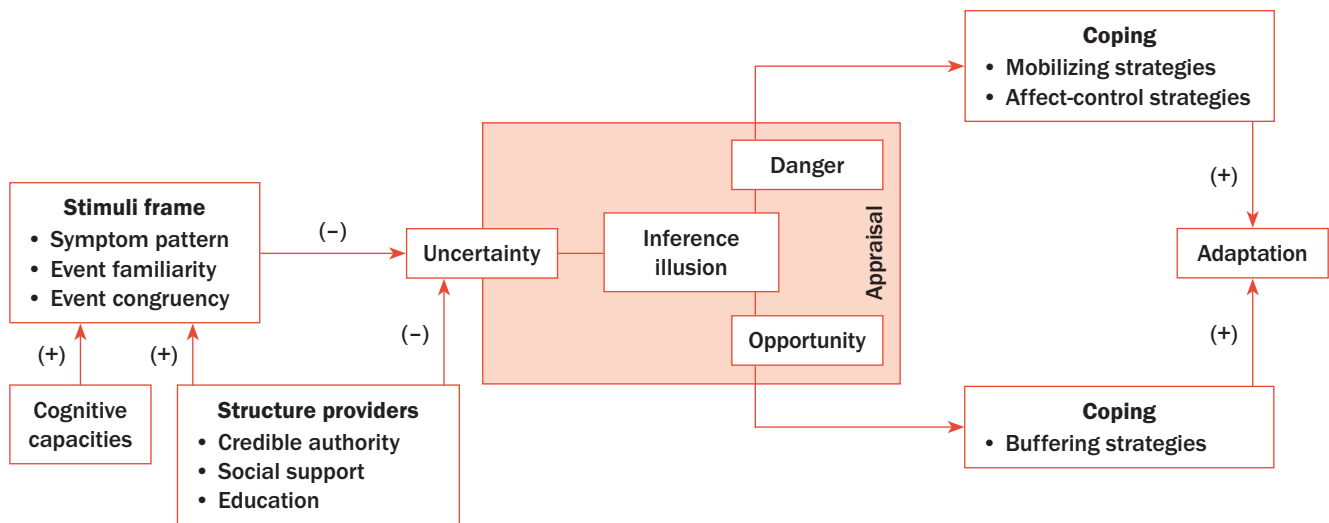 Stimuli frame
• Symptom pattern
• Event familiarity
• Event congruency
(+)
(+)
Cognitive
capacities
Structure providers
• Credible authority
• Social support
• Education
(–)
(–)
Uncertainty
Inference
illusion
Danger
Opportunity
Appraisal
Coping
• Mobilizing strategies
• Affect-control strategies
(+)
Adaptation
(+)
Coping
• Buffering strategies